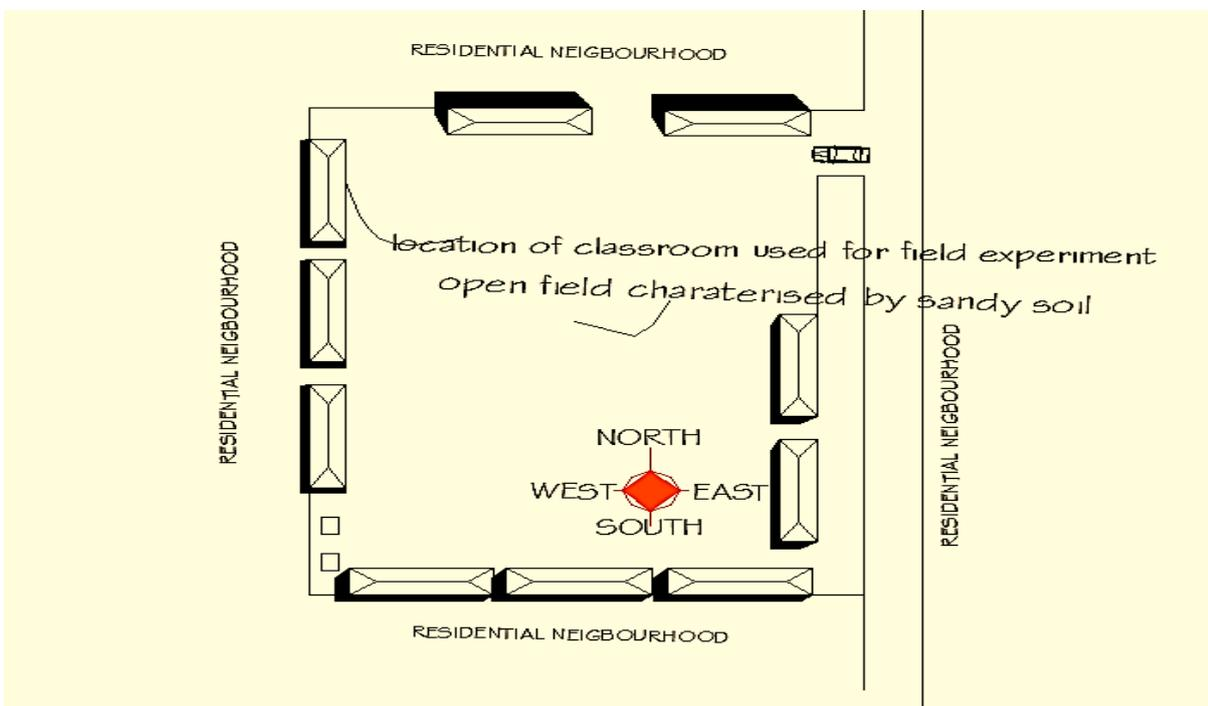 RESIDENTIAL NEIGBOURHOOD
location of classroom used for field experiment
open field charaterised by sandy soil
RESIDENTIAL NEIGBOURHOOD
RESIDENTIAL NEIGBOURHOOD
NORTH
WEST EAST
SOUTH
RESIDENTIAL NEIGBOURHOOD